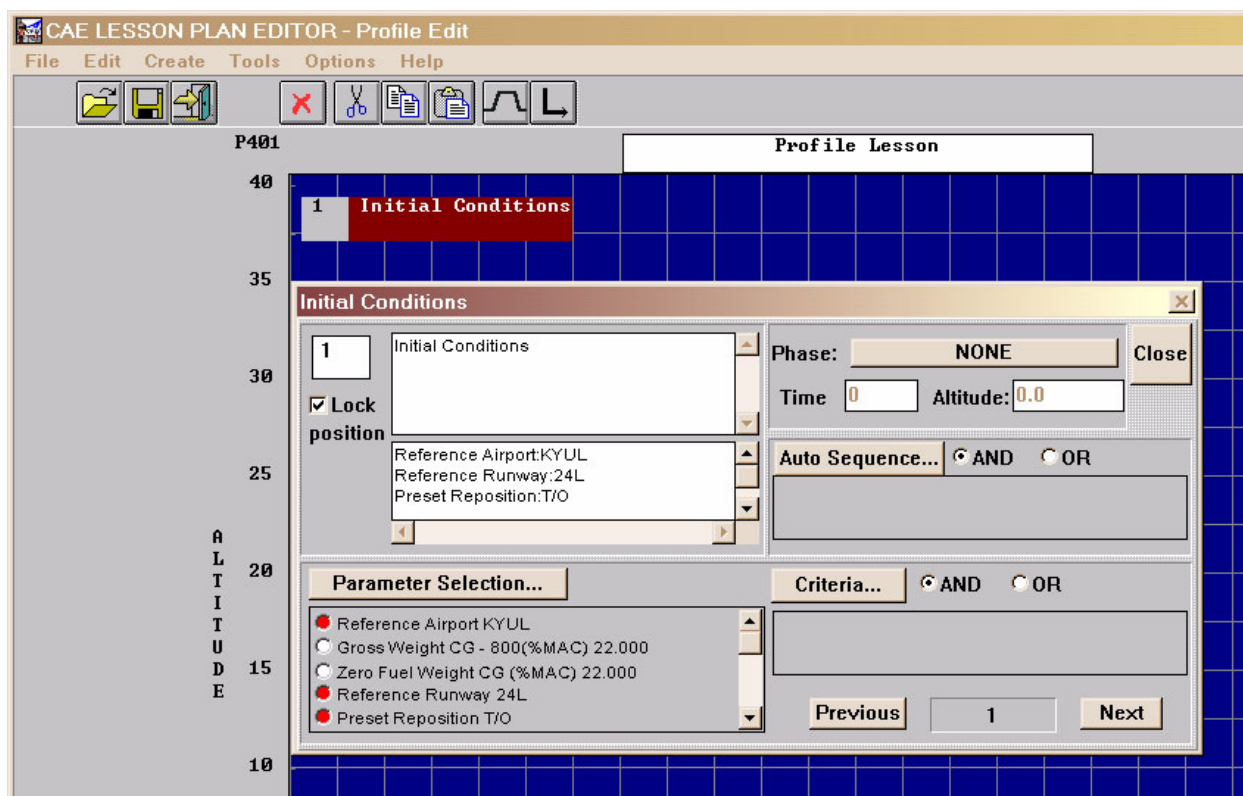 CAE LESSON PLAN EDITOR - Profile Edit
File Edit Create Tools Options Help
P401
Profile Lesson
40
1 Initial Conditions
35
Initial Conditions
1
Initial Conditions
Phase: NONE
Close
30
Lock position
Time 0 Altitude: 0.0
Reference Airport:KYUL
Reference Runway:24L
Preset Reposition:T/O
Auto Sequence... AND OR
25
ALTITUDE
20
Parameter Selection...
Criteria... AND OR
Reference Airport KYUL
Gross Weight CG - 800(%MAC) 22.000
Zero Fuel Weight CG (%MAC) 22.000
Reference Runway 24L
Preset Reposition T/O
15
Previous 1 Next
10